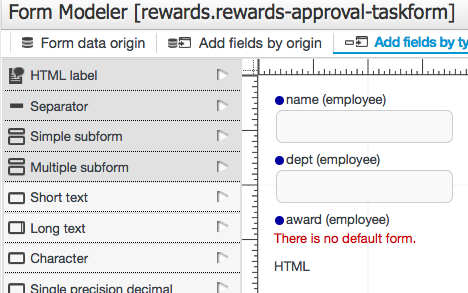 Form Modeler [rewards.rewards-approval-taskform]
Form data origin
Add fields by origin
Add fields by ty
HTML label
Separator
Simple subform
Multiple subform
Short text
Long text
Character
Single precision decimal
name (employee)
dept (employee)
award (employee)
There is no default form.
HTML